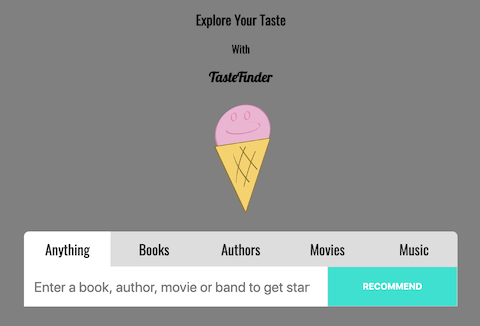 Explore Your Taste
With
TasteFinder
Anything Books Authors Movies Music
Enter a book, author, movie or band to get star RECOMMEND